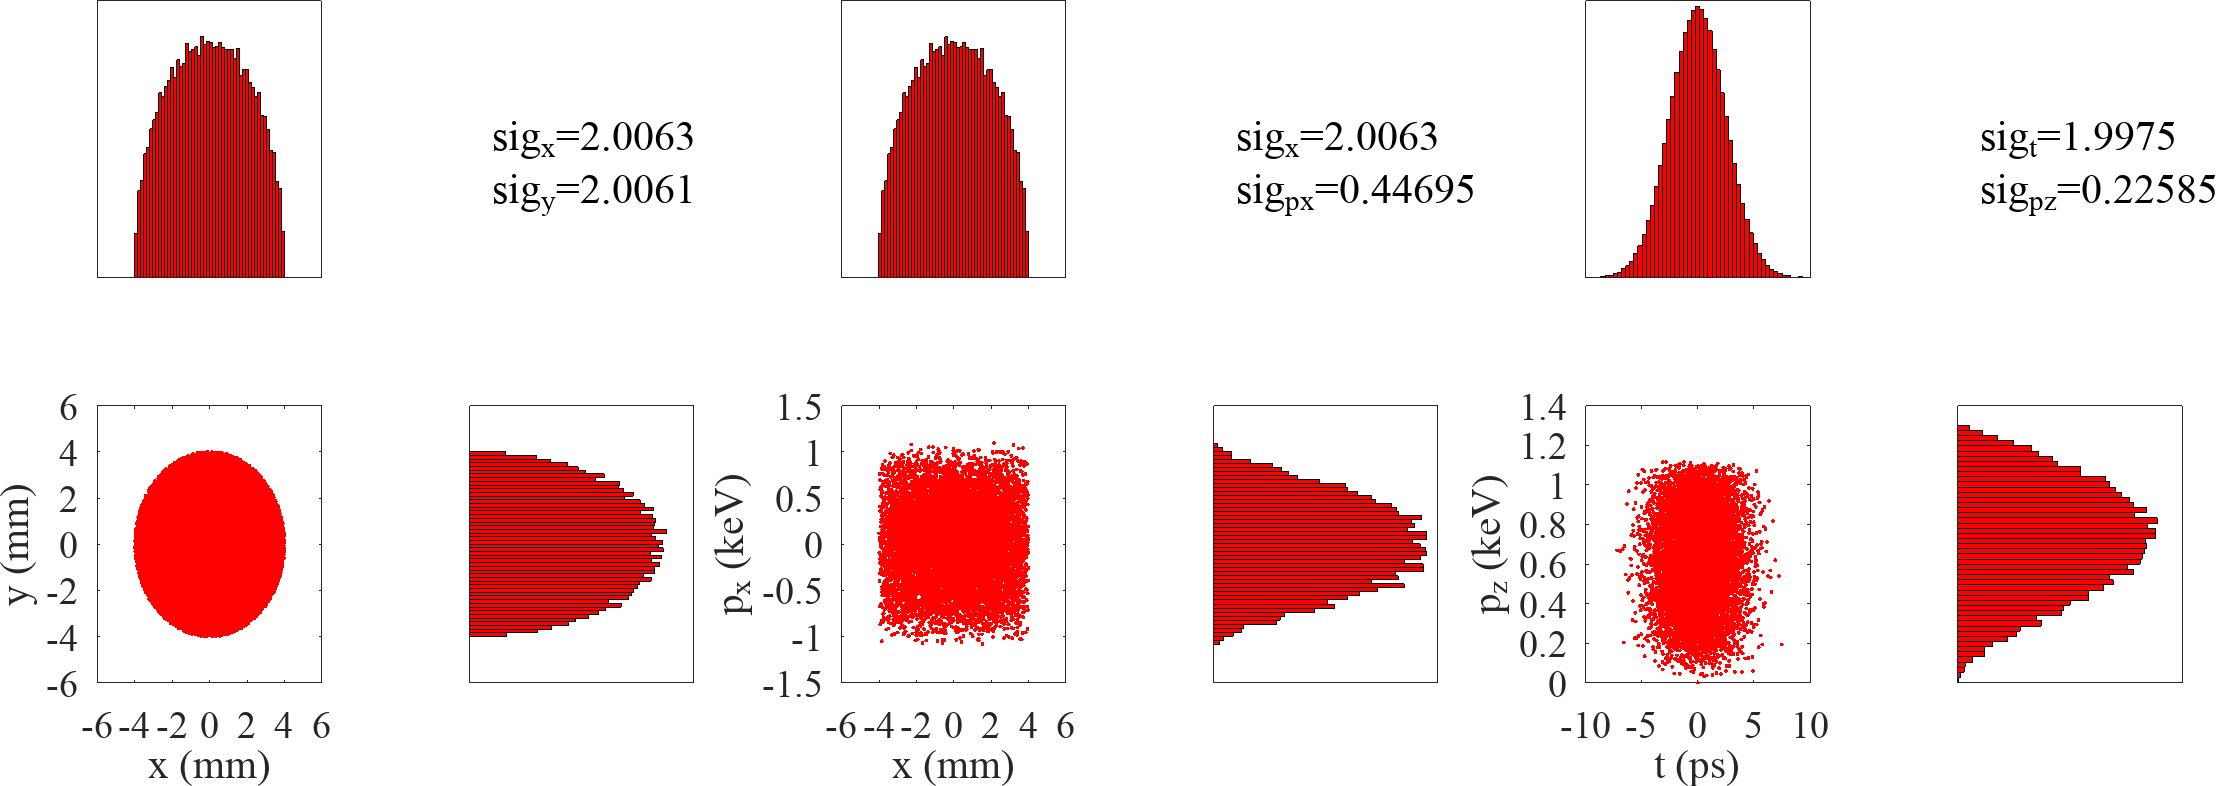 sigx=2.0063
sigy=2.0061
sigx=2.0063
sigpx=0.44695
sigt=1.9975
sigpz=0.22585
6
4
2
0
-2
-4
-6
y (mm)
-6 -4 -2 0 2 4 6
x (mm)
1.5
1
0.5
0
-0.5
-1
-1.5
px (keV)
-6 -4 -2 0 2 4 6
x (mm)
1.4
1.2
1
0.8
0.6
0.4
0.2
0
pz (keV)
-10 -5 0 5 10
t (ps)